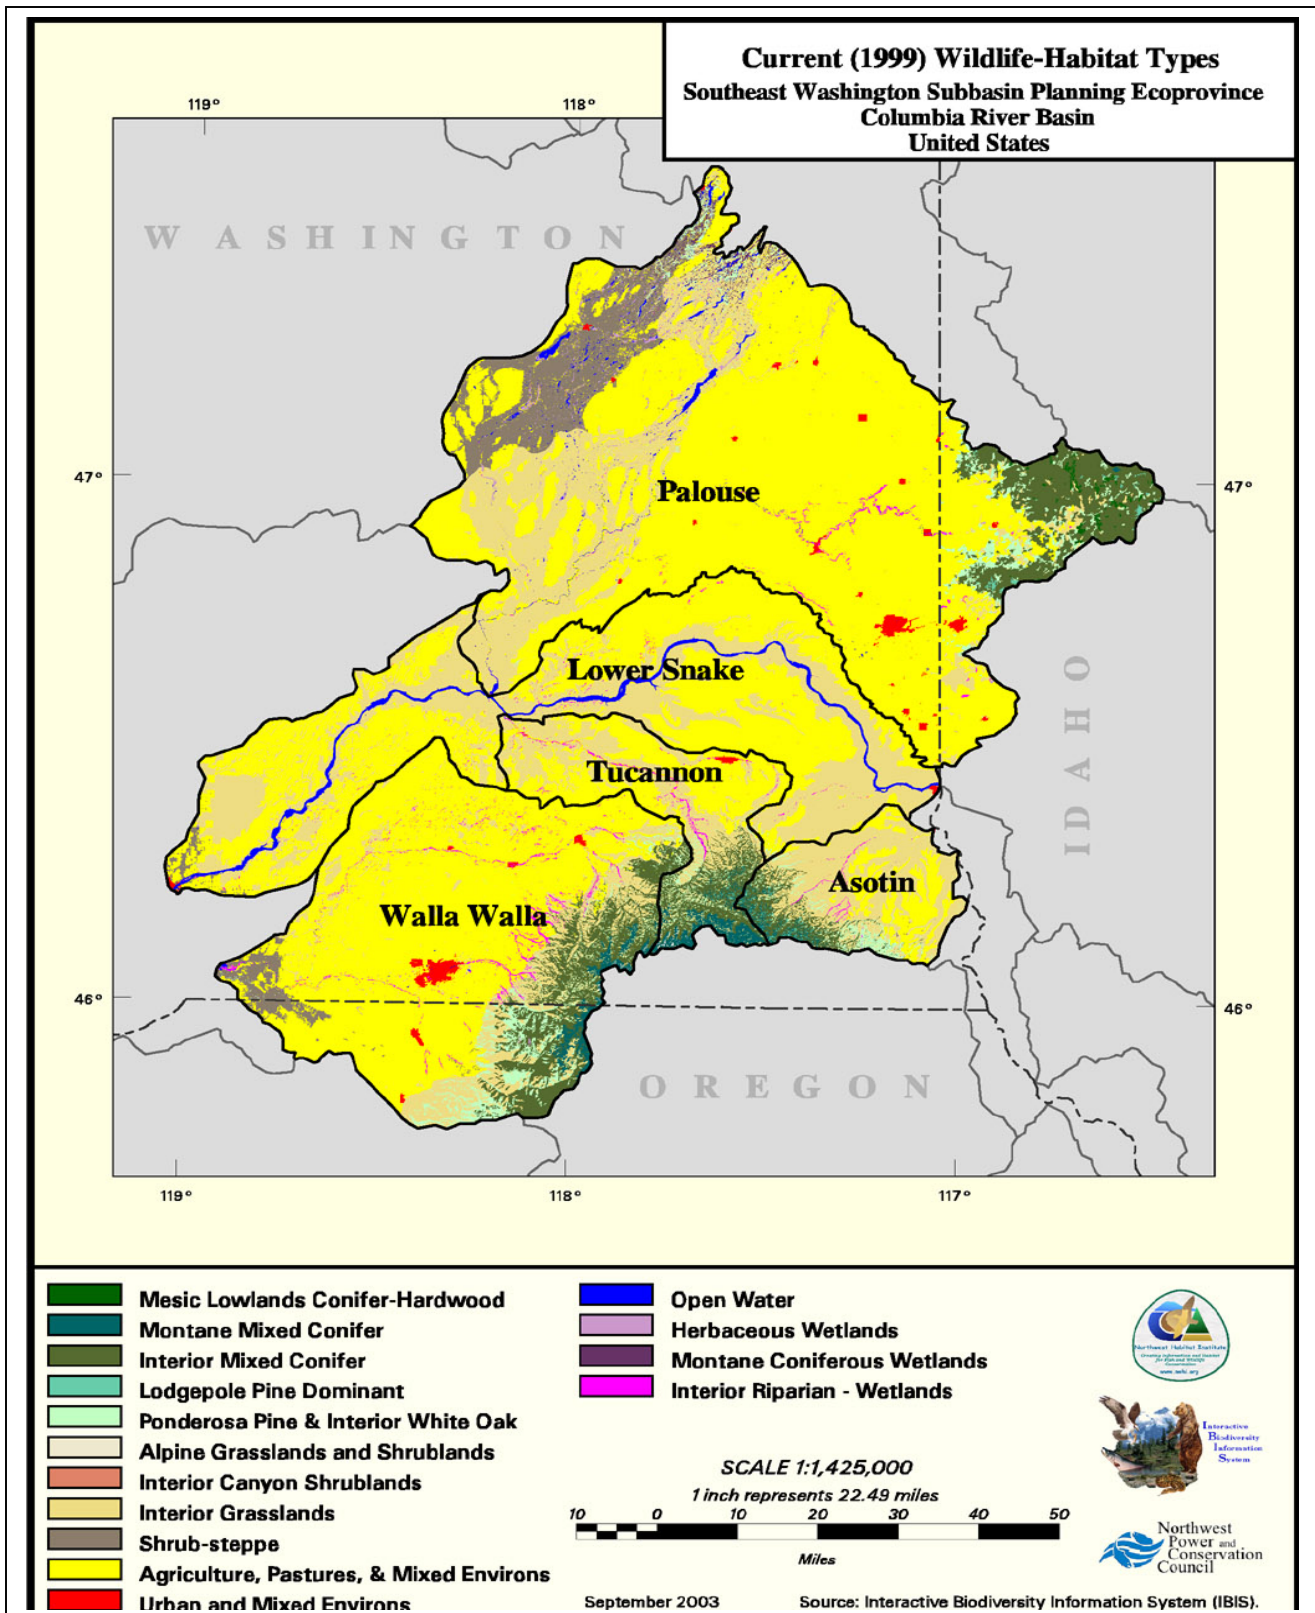 Current (1999) Wildlife-Habitat Types
Southeast Washington Subbasin Planning Ecoprovince
Columbia River Basin
United States
119°
118°
WASHINGTON
47°
47°
Palouse
Lower Snake
IDAHO
Tucannon
Asotin
Walla Walla
46°
46°
OREGON
119°
118°
117°
Mesic Lowlands Conifer-Hardwood
Montane Mixed Conifer
Interior Mixed Conifer
Lodgepole Pine Dominant
Ponderosa Pine & Interior White Oak
Alpine Grasslands and Shrublands
Interior Canyon Shrublands
Interior Grasslands
Shrub-steppe
Agriculture, Pastures, & Mixed Environs
Urban and Mixed Environs
Open Water
Herbaceous Wetlands
Montane Coniferous Wetlands
Interior Riparian - Wetlands
SCALE 1:1,425,000
1 inch represents 22.49 miles
10 0 10 20 30 40 50
Miles
September 2003
Source: Interactive Biodiversity Information System (IBIS).
Northwest Habitat Institute
www.nwhi.org
Interactive
Biodiversity
Information
System
Northwest
Power and
Conservation
Council